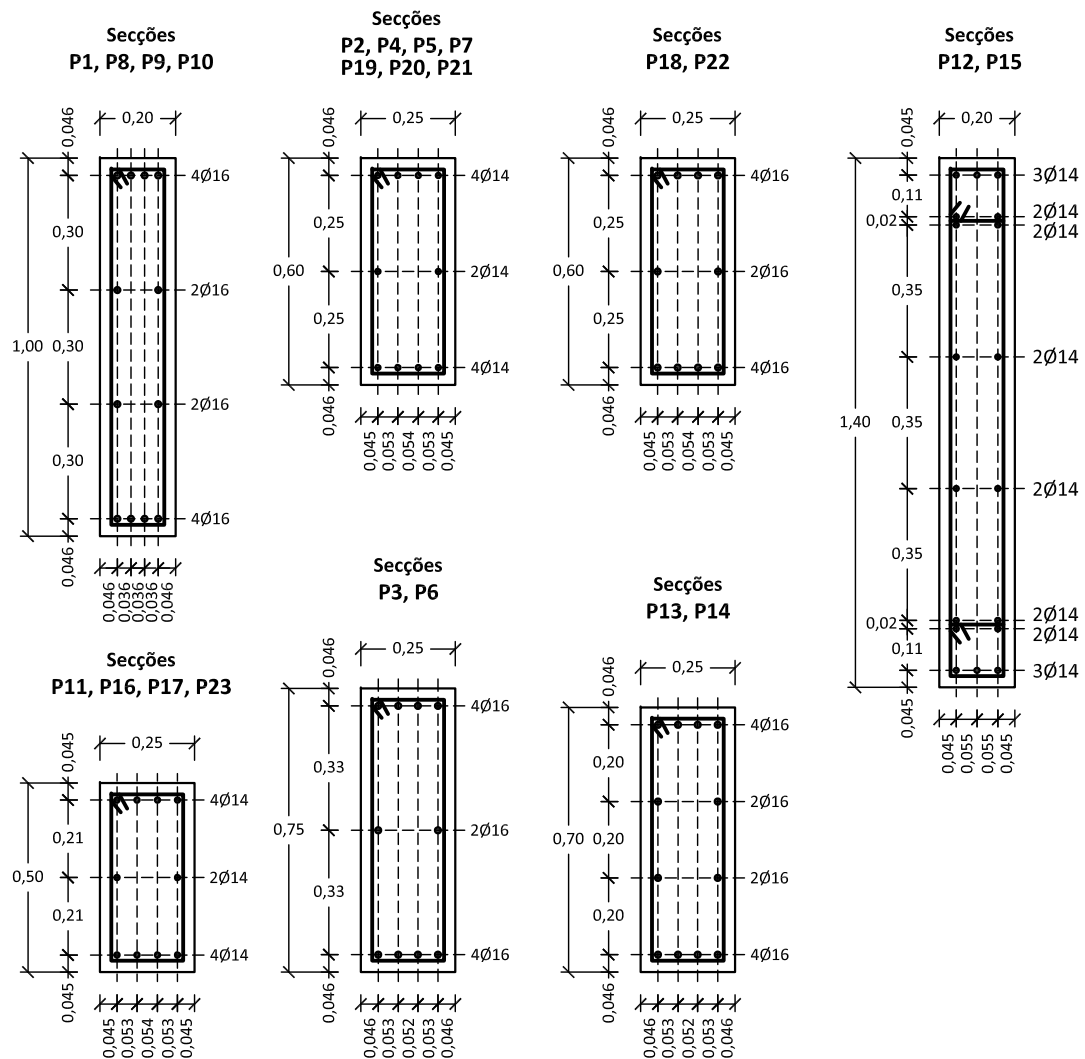 Secções
P1, P8, P9, P10
0,046
0,20
4Ø16
0,30
2Ø16
1,00
0,30
2Ø16
0,30
4Ø16
0,046
0,046
0,036
0,036
0,036
0,046
Secções
P2, P4, P5, P7
P19, P20, P21
0,046
0,25
4Ø14
0,25
0,60
2Ø14
0,25
4Ø14
0,046
0,045
0,053
0,054
0,053
0,045
Secções
P18, P22
0,046
0,25
4Ø16
0,25
0,60
2Ø16
0,25
4Ø16
0,046
0,045
0,053
0,054
0,053
0,045
Secções
P12, P15
0,045
0,20
3Ø14
0,11
2Ø14
0,02
2Ø14
0,35
2Ø14
1,40
0,35
2Ø14
0,35
2Ø14
0,02
2Ø14
0,11
3Ø14
0,045
0,045
0,055
0,055
0,045
Secções
P11, P16, P17, P23
0,045
0,25
4Ø14
0,21
0,50
2Ø14
0,21
4Ø14
0,045
0,045
0,053
0,054
0,053
0,045
Secções
P3, P6
0,046
0,25
4Ø16
0,33
0,75
2Ø16
0,33
4Ø16
0,046
0,046
0,053
0,052
0,053
0,046
Secções
P13, P14
0,046
0,25
4Ø16
0,20
2Ø16
0,70
0,20
2Ø16
0,20
4Ø16
0,046
0,046
0,053
0,052
0,053
0,046